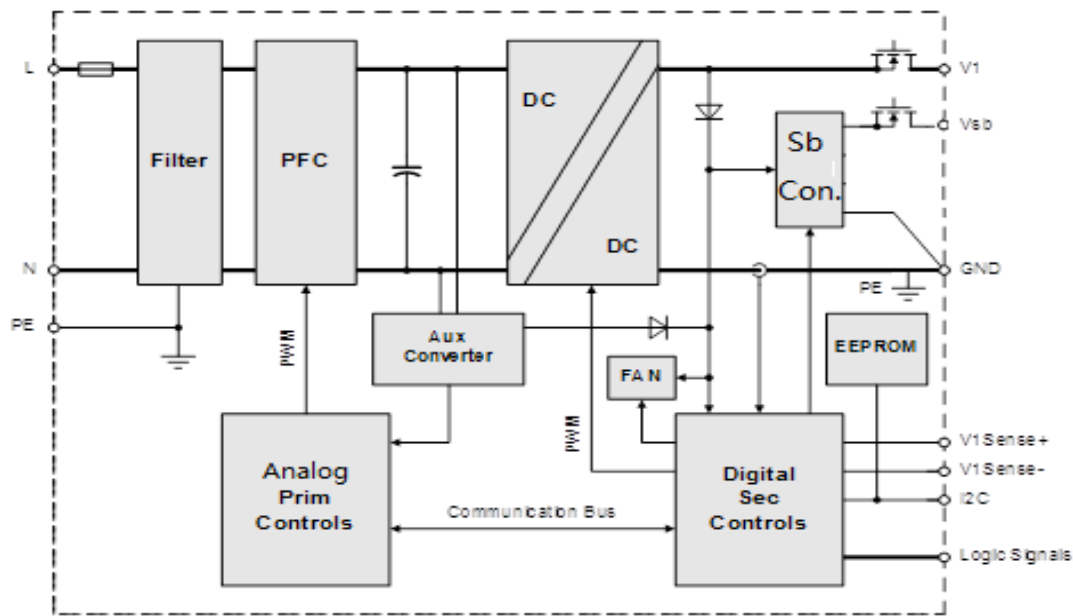 L
Filter
PFC
DC
DC
V1
Vsb
Sb
Con.
N
GND
PE
PE
PWM
Aux
Converter
EEPROM
FAN
PWM
Analog
Prim
Controls
Communication Bus
Digital
Sec
Controls
V1Sense+
V1Sense-
I2C
Logic Signals